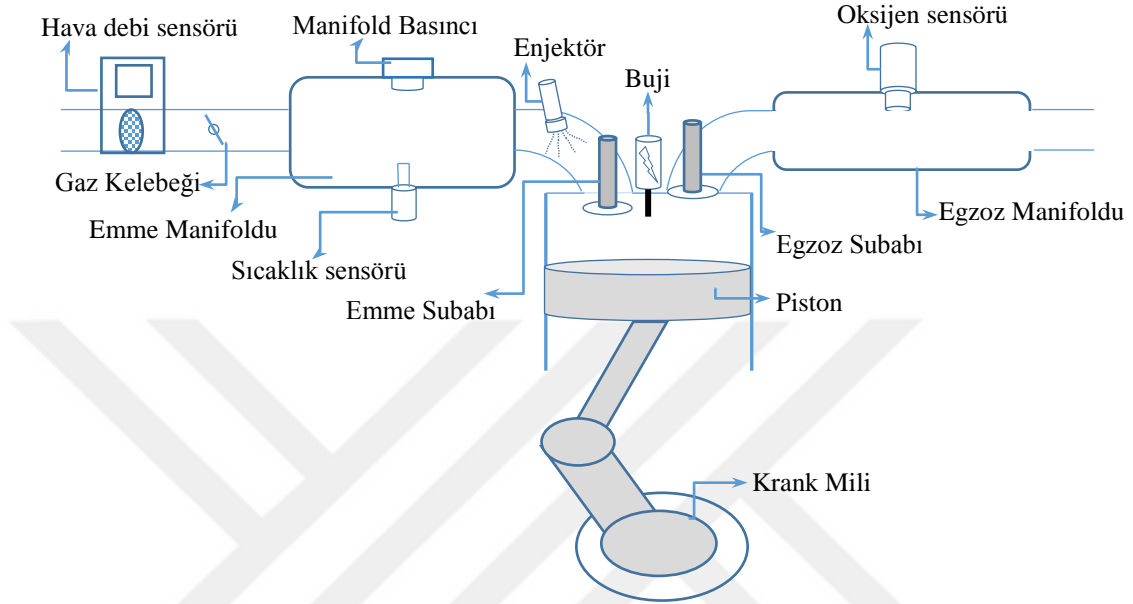 Oksijen sensörü
Hava debi sensörü
Manifold Basıncı
Enjektör
Buji
Gaz Kelebeği
Emme Manifoldu
Egzoz Manifoldu
Egzoz Subabı
Sıcaklık sensörü
Emme Subabı
Piston
Krank Mili